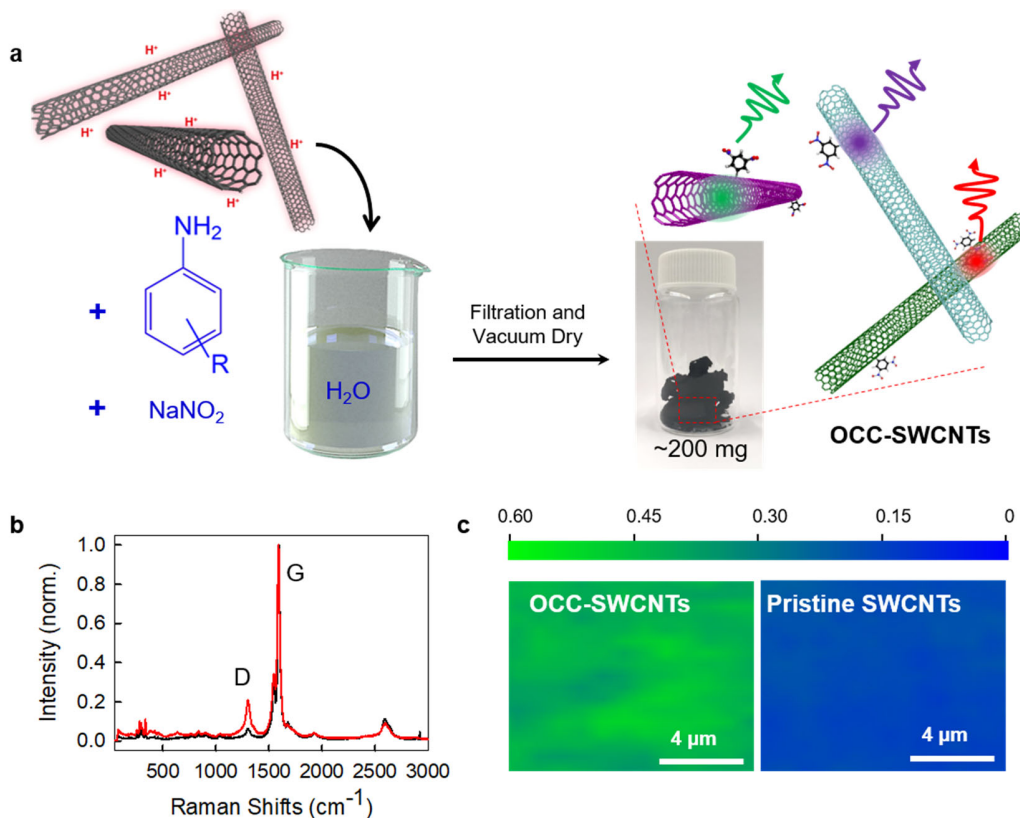 a
H⁺
H⁺
H⁺
H⁺
H⁺
H⁺
H⁺
H⁺
NH₂
R
+
+
NaNO₂
H₂O
Filtration and
Vacuum Dry
~200 mg
OCC-SWCNTs
b
Intensity (norm.)
1.0
0.8
0.6
0.4
0.2
0.0
D
G
500
1000
1500
2000
2500
3000
Raman Shifts (cm⁻¹)
c
0.60
0.45
0.30
0.15
0
OCC-SWCNTs
Pristine SWCNTs
4 µm
4 µm